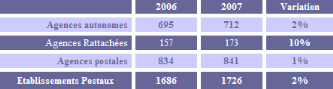 2006 2007 Variation
Agences autonomes 695 712 2%
Agences Rattachées 157 173 10%
Agences postales 834 841 1%
Etablissements Postaux 1686 1726 2%